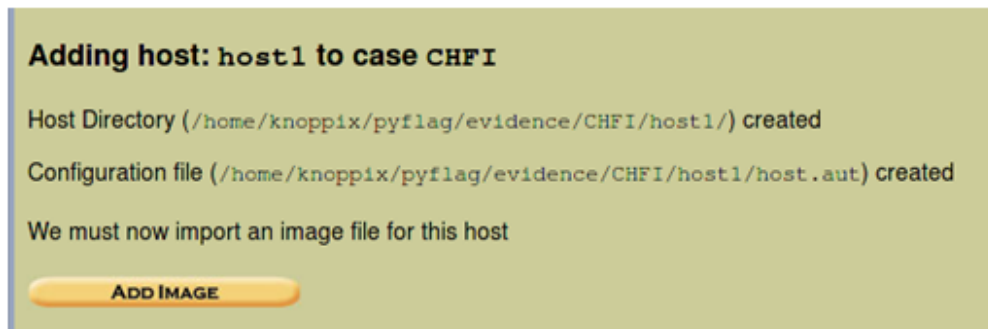 Adding host: host1 to case CHFI
Host Directory (/home/knoppix/pyflag/evidence/CHFI/host1/) created
Configuration file (/home/knoppix/pyflag/evidence/CHFI/host1/host.aut) created
We must now import an image file for this host
ADD IMAGE